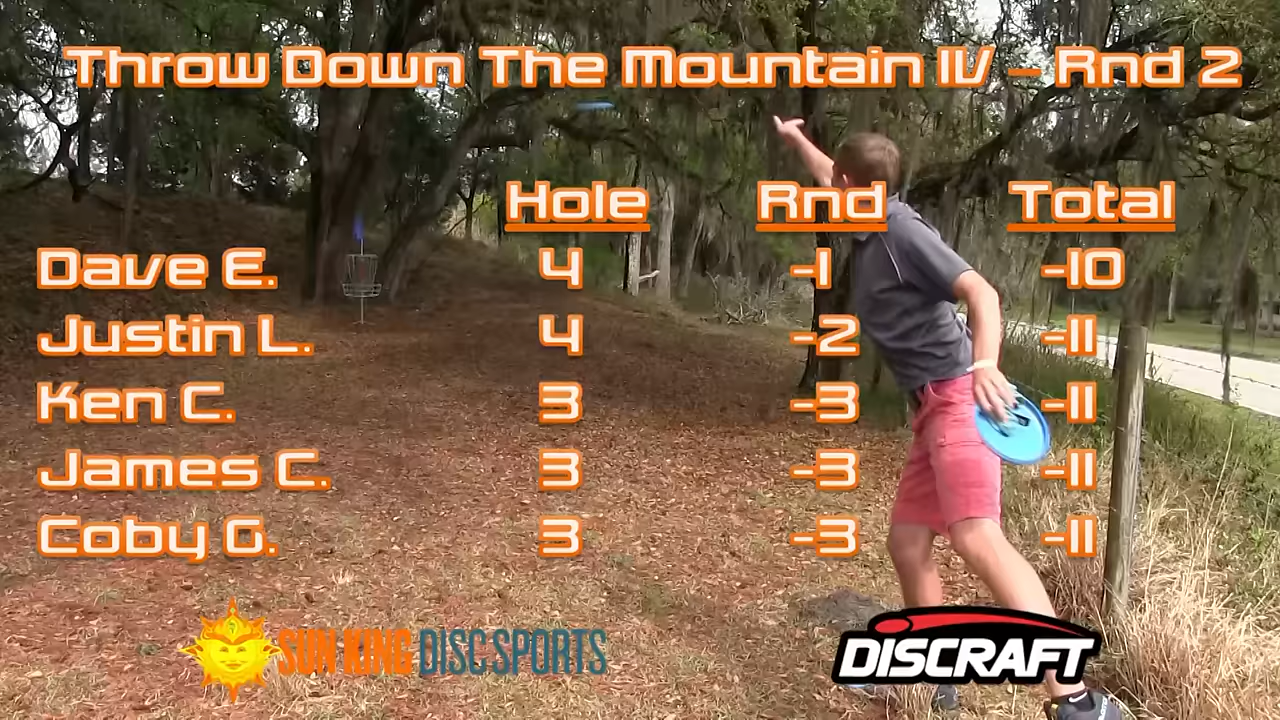 Throw Down The Mountain IV - Rnd 2
Hole Rnd Total
Dave E. 4 -1 -10
Justin L. 4 -2 -11
Ken C. 3 -3 -11
James C. 3 -3 -11
Coby G. 3 -3 -11
SUN KING DISC SPORTS
DISCRAFT